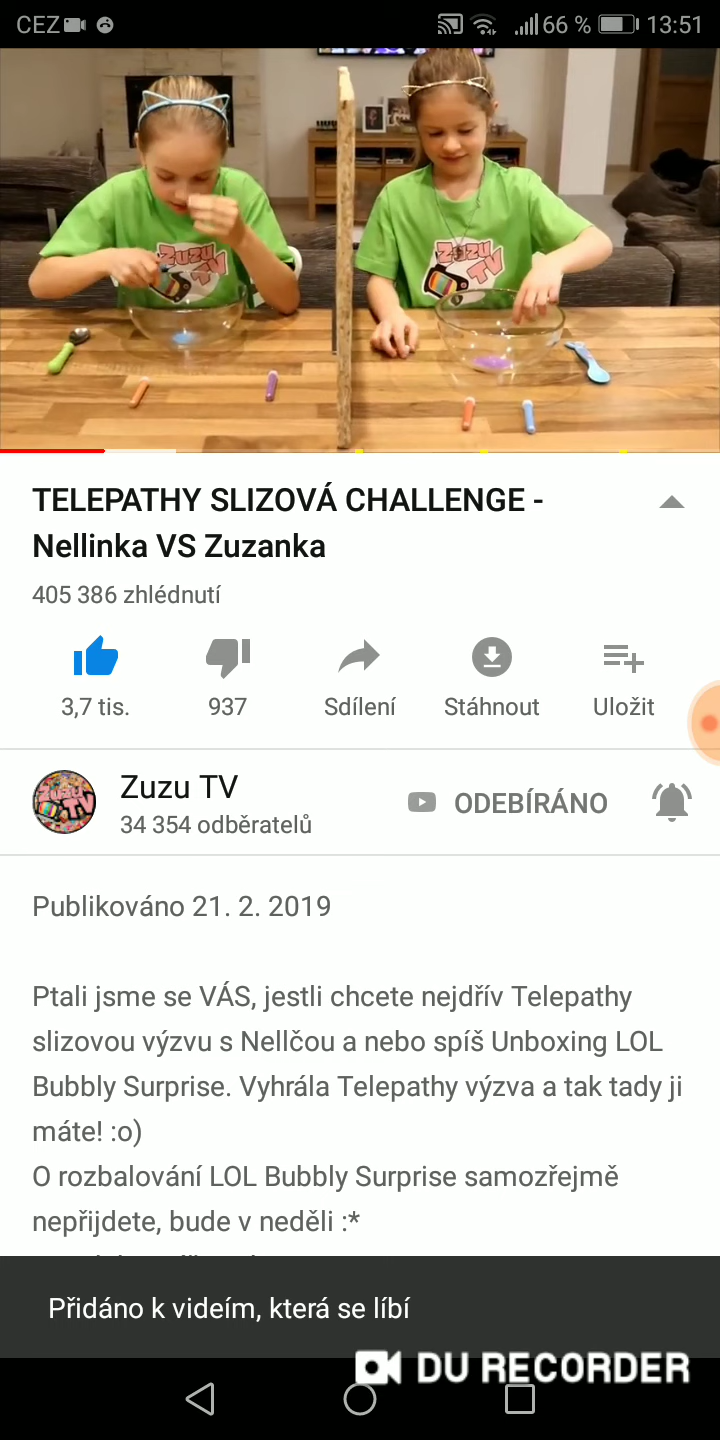 CEZ 66 % 13:51
ZUZU TV
ZUZU TV
TELEPATHY SLIZOVÁ CHALLENGE -
Nellinka VS Zuzanka
405 386 zhlédnutí
3,7 tis. 937 Sdílení Stáhnout Uložit
ZUZU TV
Zuzu TV
34 354 odběratelů
ODEBÍRÁNO
Publikováno 21. 2. 2019
Ptali jsme se VÁS, jestli chcete nejdřív Telepathy
slizovou výzvu s Nellčou a nebo spíš Unboxing LOL
Bubbly Surprise. Vyhrála Telepathy výzva a tak tady ji
máte! :o)
O rozbalování LOL Bubbly Surprise samozřejmě
nepřijdete, bude v neděli :*
Přidáno k videím, která se líbí
DU RECORDER